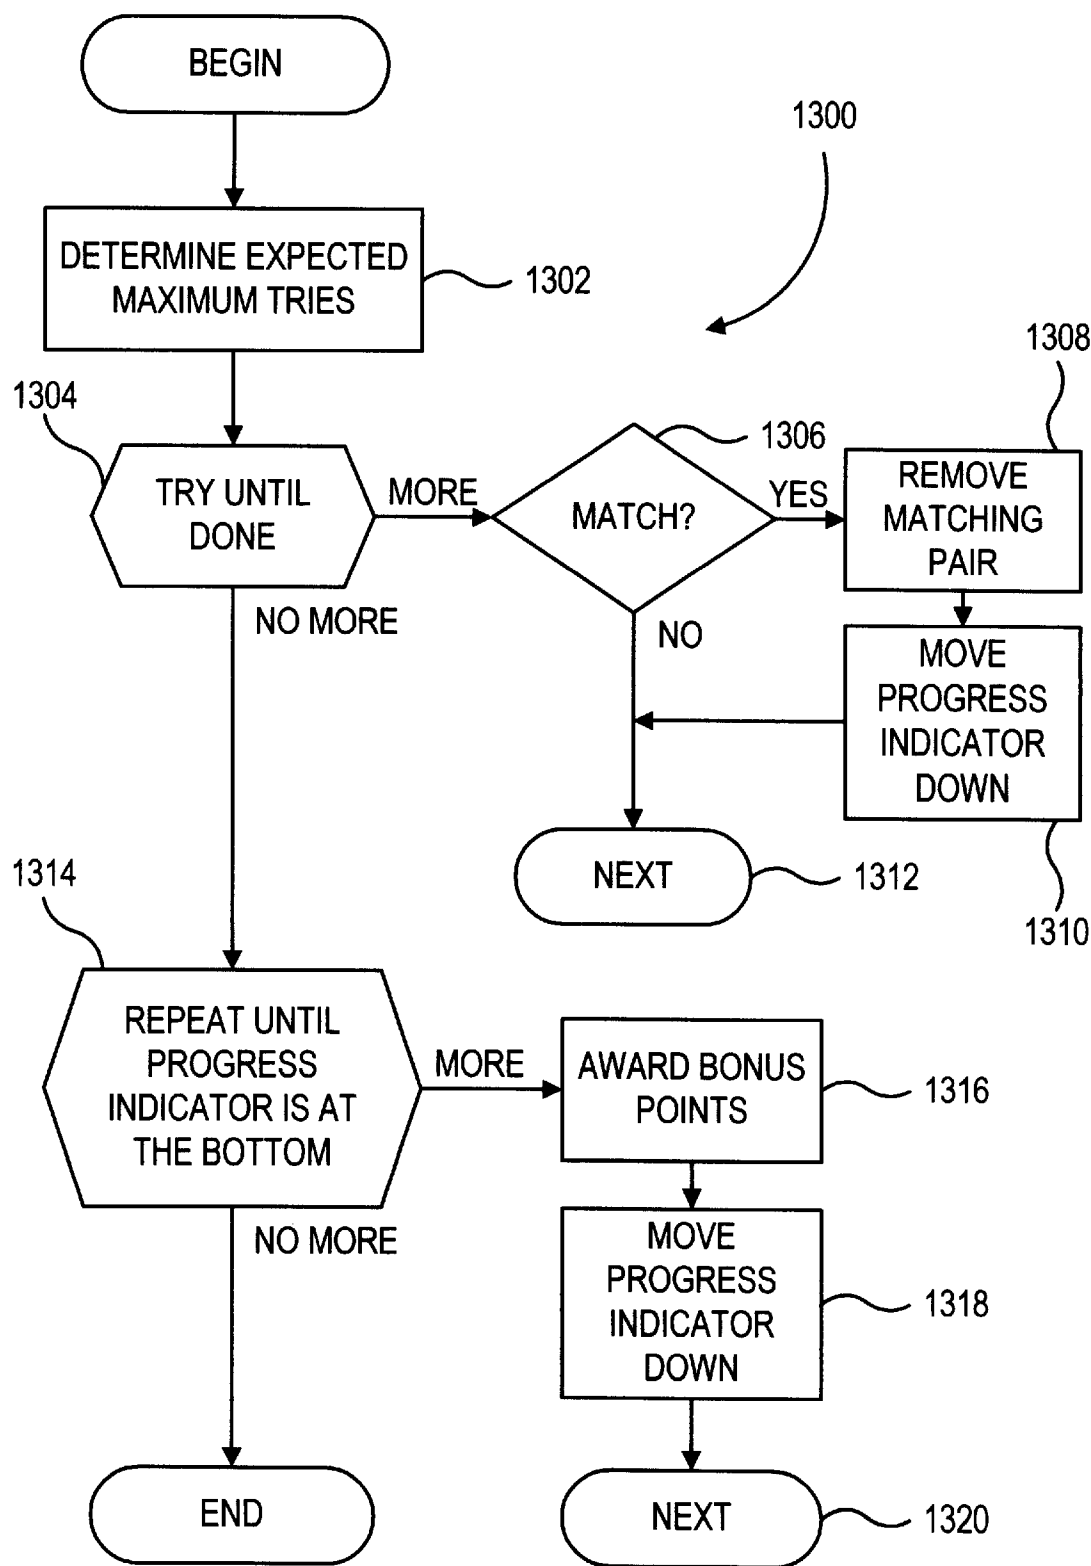 BEGIN
1300
DETERMINE EXPECTED
MAXIMUM TRIES
1302
1304
TRY UNTIL
DONE
MORE
MATCH?
1306
YES
1308
REMOVE
MATCHING
PAIR
NO MORE
NO
MOVE
PROGRESS
INDICATOR
DOWN
1310
NEXT
1312
1314
REPEAT UNTIL
PROGRESS
INDICATOR IS AT
THE BOTTOM
MORE
AWARD BONUS
POINTS
1316
NO MORE
MOVE
PROGRESS
INDICATOR
DOWN
1318
END
NEXT
1320